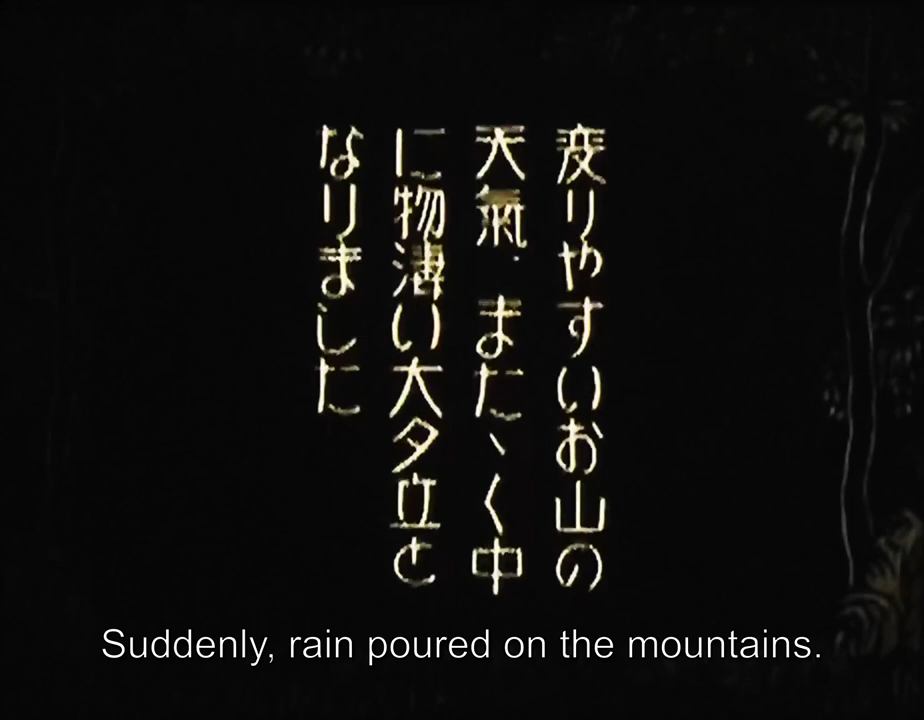 変りやすいお山の
天氣、またゝく中
に物凄い大夕立と
なりました
Suddenly, rain poured on the mountains.